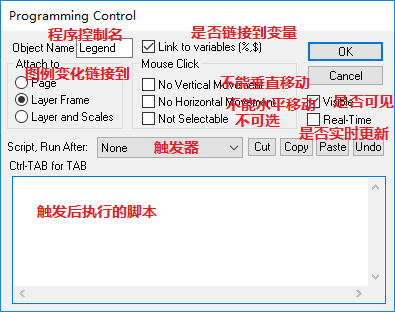 Programming Control
程序控制名
是否链接到变量
Object Name Legend
Link to variables (%,$)
OK
Cancel
Attach to
图例变化链接到
Page
Layer Frame
Layer and Scales
Mouse Click
No Vertical Movement
不能垂直移动
No Horizontal Movement
不能水平移动
Not Selectable
不可选
Visible
是否可见
Real-Time
是否实时更新
Script, Run After: None 触发器 Cut Copy Paste Undo
Ctrl-TAB for TAB
触发后执行的脚本